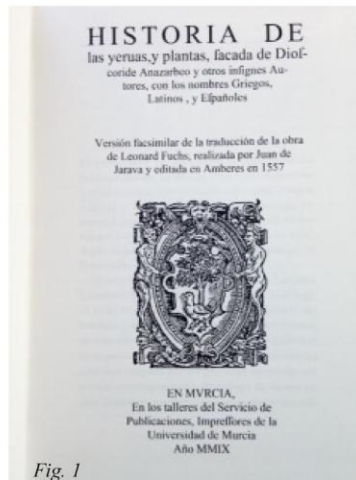 HISTORIA DE
las yeruas,y plantas, ſacada de Dioſ-
coride Anazarbeo y otros inſignes Au-
tores, con los nombres Griegos,
Latinos , y Eſpañoles
Versión facsimilar de la traducción de la obra
de Leonard Fuchs, realizada por Juan de
Jarava y editada en Amberes en 1557
EN MVRCIA,
En los talleres del Servicio de
Publicaciones, Impreſſores de la
Universidad de Murcia
Año MMIX
Fig. 1